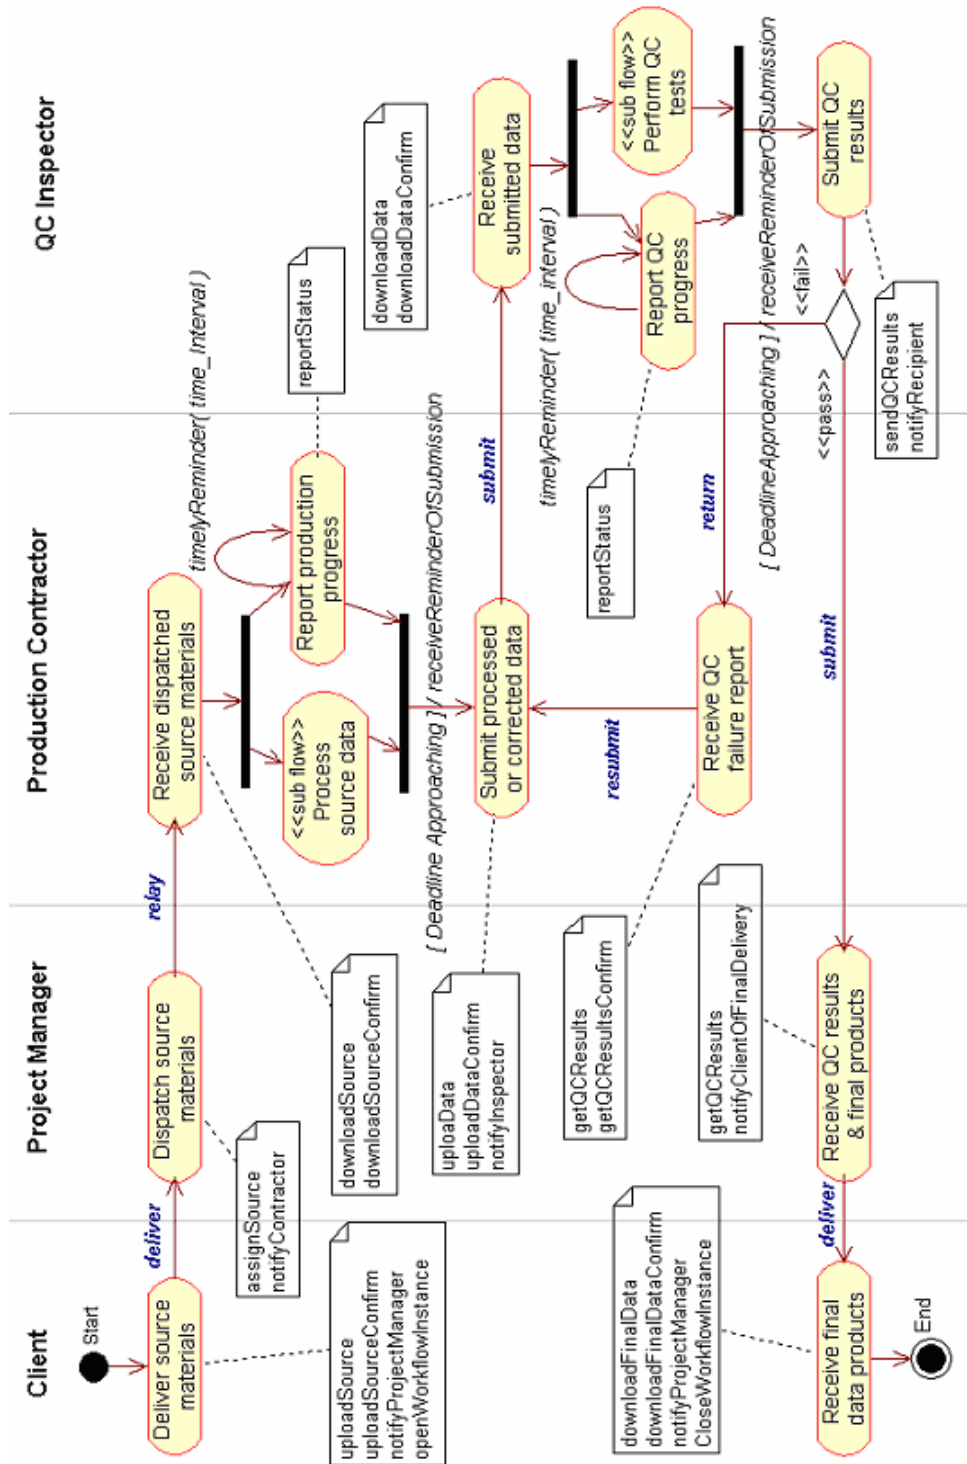 Client
Project Manager
Production Contractor
QC Inspector
Start
Deliver source
materials
deliver
uploadSource
uploadSourceConfirm
notifyProjectManager
openWorkflowInstance
Dispatch source
materials
relay
assignSource
notifyContractor
Receive dispatched
source materials
downloadSource
downloadSourceConfirm
timelyReminder( time_Interval )
<<sub flow>>
Process
source data
Report production
progress
reportStatus
[ Deadline Approaching ] / receiveReminderOfSubmission
Submit processed
or corrected data
uploaData
uploadDataConfirm
notifyInspector
submit
Receive
submitted data
downloadData
downloadDataConfirm
timelyReminder( time_interval )
Report QC
progress
<<sub flow>>
Perform QC
tests
reportStatus
[ DeadlineApproaching ] / receiveReminderOfSubmission
Submit QC
results
sendQCResults
notifyRecipient
<<fail>>
<<pass>>
return
Receive QC
failure report
resubmit
getQCResults
getQCResultsConfirm
submit
Receive QC results
& final products
getQCResults
notifyClientOfFinalDelivery
deliver
Receive final
data products
downloadFinalData
downloadFinalDataConfirm
notifyProjectManager
CloseWorkflowInstance
End